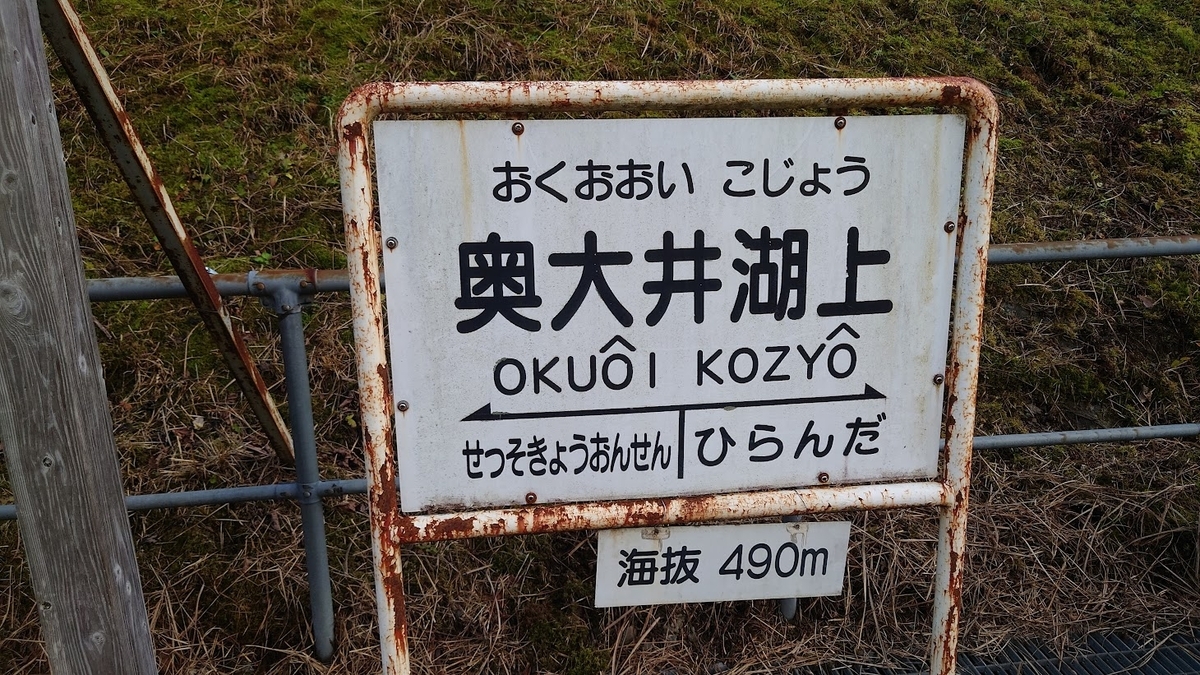 おくおおい こじょう
奥大井湖上
OKUÔI KOZYÔ
せっそきょうおんせん ひらんだ
海抜 490m